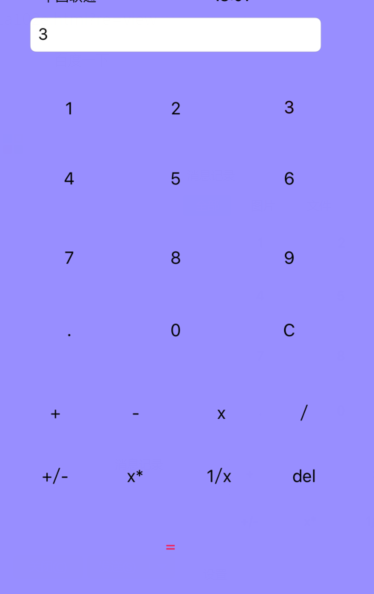 3
1 2 3
4 5 6
7 8 9
. 0 C
+ - x /
+/- x* 1/x del
=